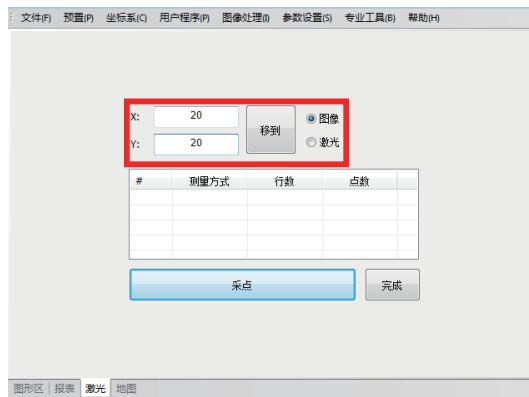 文件(F) 预置(P) 坐标系(C) 用户程序(P) 图像处理(I) 参数设置(S) 专业工具(B) 帮助(H)
X: 20 移到 图像
Y: 20 激光
# 测量方式 行数 点数
采点 完成
图形区 报表 激光 地图